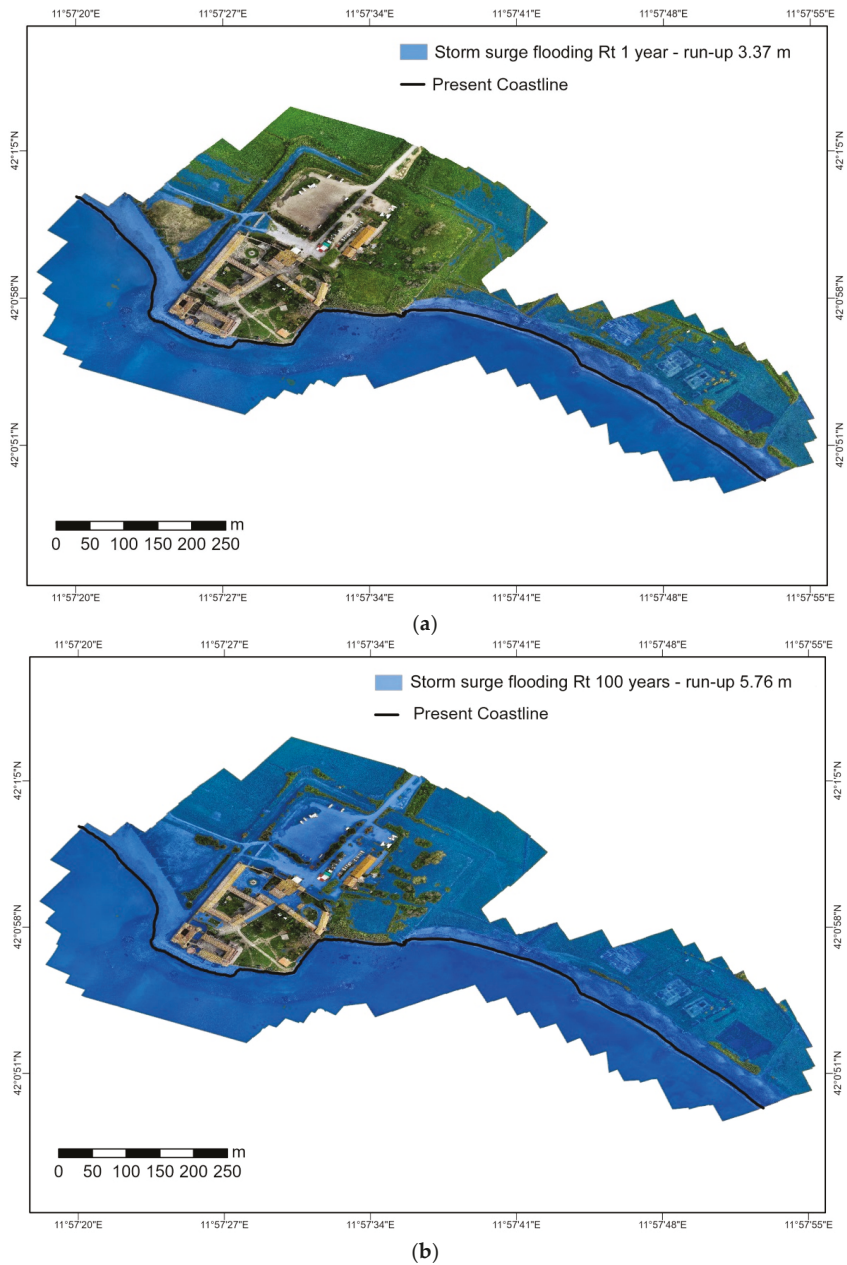 11°57'20"E 11°57'27"E 11°57'34"E 11°57'41"E 11°57'48"E 11°57'55"E
Storm surge flooding Rt 1 year - run-up 3.37 m
Present Coastline
42°1'5"N 42°1'5"N
42°0'58"N 42°0'58"N
42°0'51"N 42°0'51"N
m
0 50 100 150 200 250
11°57'20"E 11°57'27"E 11°57'34"E 11°57'41"E 11°57'48"E 11°57'55"E
(a)
11°57'20"E 11°57'27"E 11°57'34"E 11°57'41"E 11°57'48"E 11°57'55"E
Storm surge flooding Rt 100 years - run-up 5.76 m
Present Coastline
42°1'5"N 42°1'5"N
42°0'58"N 42°0'58"N
42°0'51"N 42°0'51"N
m
0 50 100 150 200 250
11°57'20"E 11°57'27"E 11°57'34"E 11°57'41"E 11°57'48"E 11°57'55"E
(b)